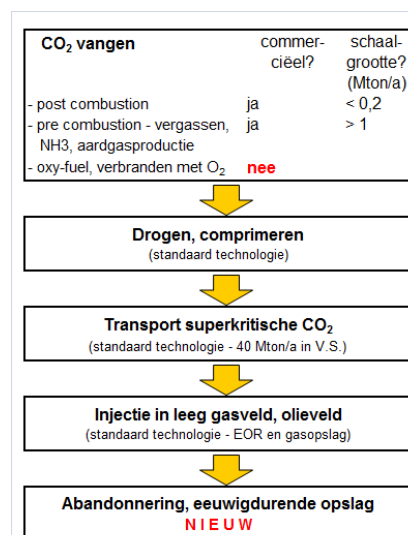 CO₂ vangen commer- schaal-
ciëel? grootte?
(Mton/a)
- post combustion ja < 0,2
- pre combustion - vergassen, ja > 1
NH3, aardgasproductie
- oxy-fuel, verbranden met O₂ nee
Drogen, comprimeren
(standaard technologie)
Transport superkritische CO₂
(standaard technologie - 40 Mton/a in V.S.)
Injectie in leeg gasveld, olieveld
(standaard technologie - EOR en gasopslag)
Abandonnering, eeuwigdurende opslag
N I E U W